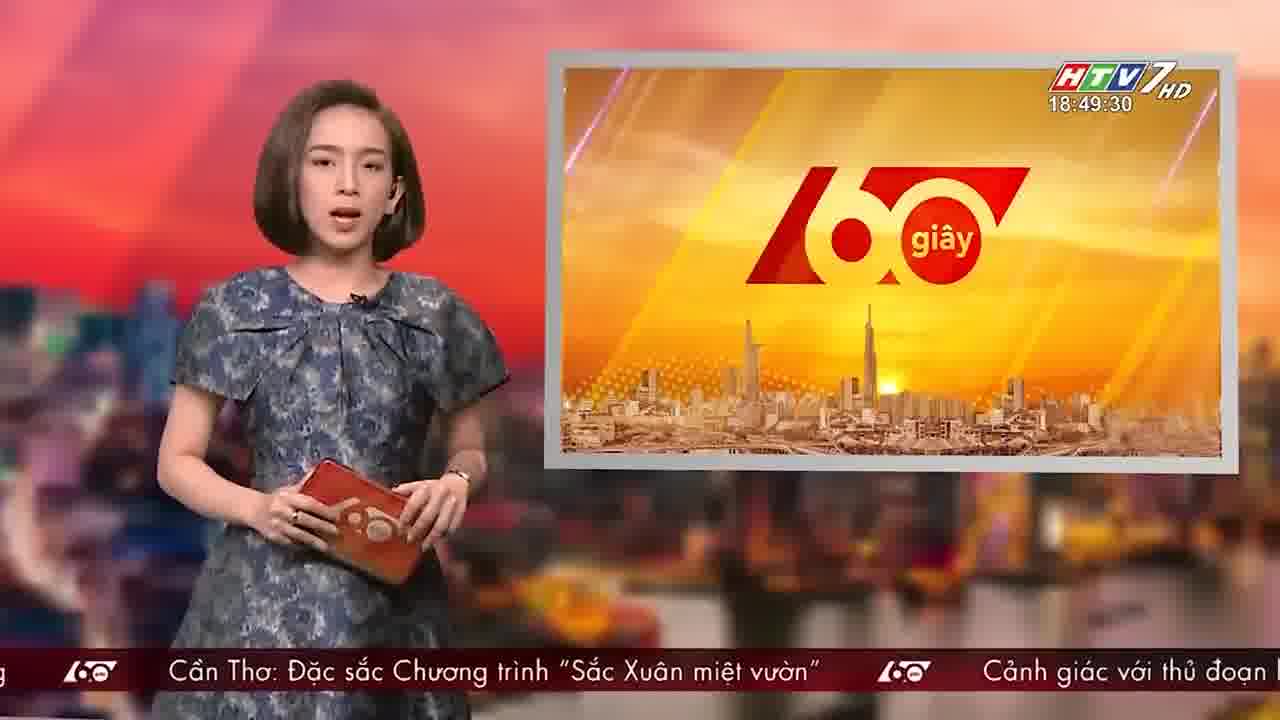 HTV7 HD
18:49:30
60 giây
60
Cần Thơ: Đặc sắc Chương trình “Sắc Xuân miệt vườn”
Cảnh giác với thủ đoạn